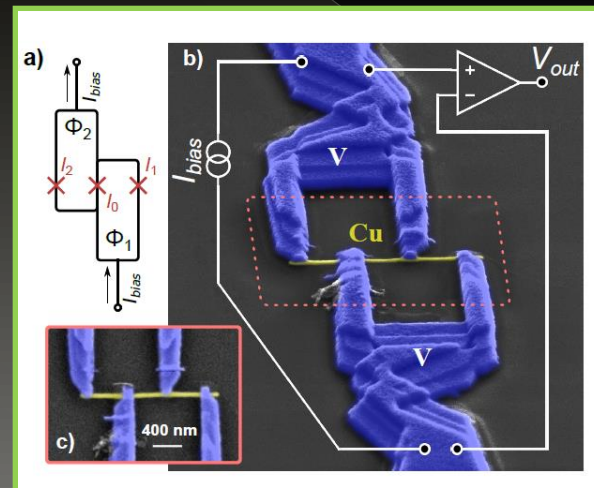 a)
I_bias
Φ₂
I₂
I₀
I₁
Φ₁
I_bias
b)
I_bias
V
Cu
V
+
−
V_out
c)
400 nm